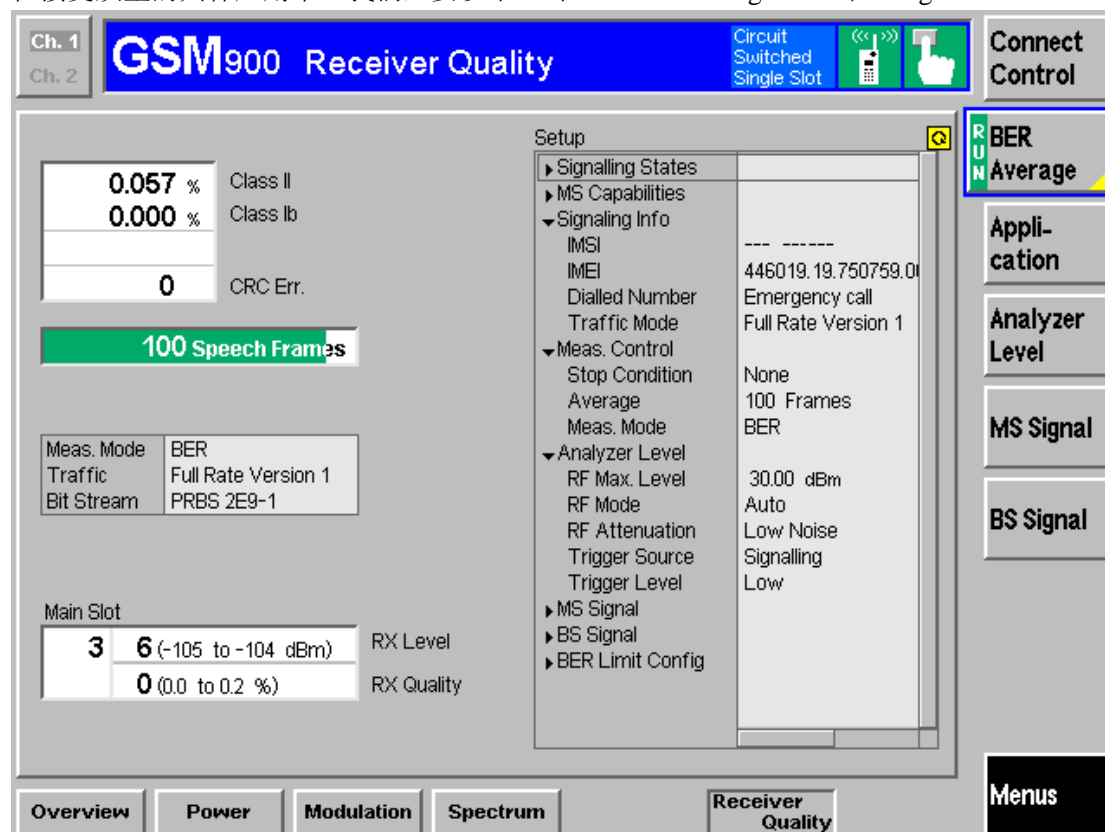 Ch. 1
Ch. 2
GSM900 Receiver Quality
Circuit
Switched
Single Slot
Connect
Control
0.057 % Class II
0.000 % Class Ib
0 CRC Err.
100 Speech Frames
Meas. Mode BER
Traffic Full Rate Version 1
Bit Stream PRBS 2E9-1
Main Slot
3 6 (-105 to -104 dBm) RX Level
0 (0.0 to 0.2 %) RX Quality
Setup
Signalling States
MS Capabilities
Signaling Info
IMSI --- ------
IMEI 446019.19.750759.0
Dialled Number Emergency call
Traffic Mode Full Rate Version 1
Meas. Control
Stop Condition None
Average 100 Frames
Meas. Mode BER
Analyzer Level
RF Max. Level 30.00 dBm
RF Mode Auto
RF Attenuation Low Noise
Trigger Source Signalling
Trigger Level Low
MS Signal
BS Signal
BER Limit Config
RUN
BER
Average
Appli-
cation
Analyzer
Level
MS Signal
BS Signal
Menus
Overview
Power
Modulation
Spectrum
Receiver
Quality